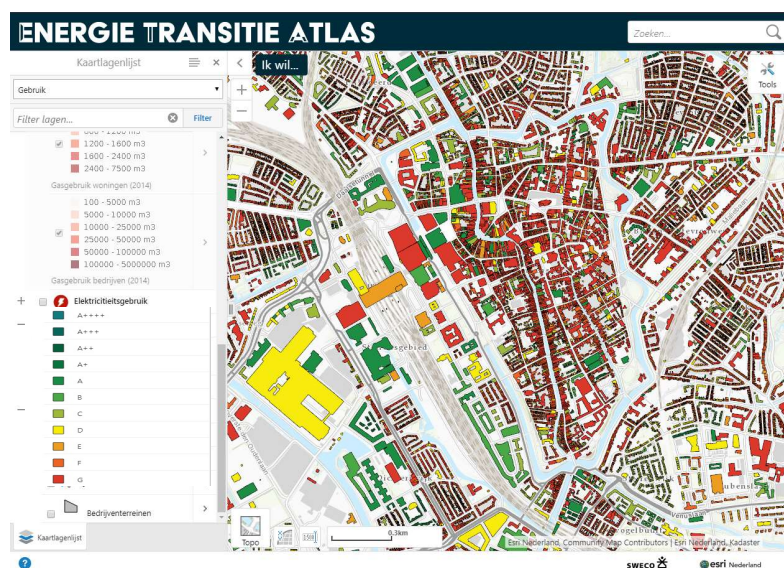 ENERGIE TRANSITIE ATLAS
Zoeken...
Kaartlagenlijst
Ik wil...
Tools
Gebruik
Filter lagen...
Filter
1200 - 1600 m3
1600 - 2400 m3
2400 - 7500 m3
Gasgebruik woningen (2014)
100 - 5000 m3
5000 - 10000 m3
10000 - 25000 m3
25000 - 50000 m3
50000 - 100000 m3
100000 - 5000000 m3
Gasgebruik bedrijven (2014)
Elektriciteitsgebruik
A++++
A+++
A++
A+
A
B
C
D
E
F
G
Bedrijventerreinen
Kaartlagenlijst
Topo
1500
0.3km
Venuslaan
Esri Nederland, Community Map Contributors | Esri Nederland, Kadaster
?
SWECO
esri Nederland